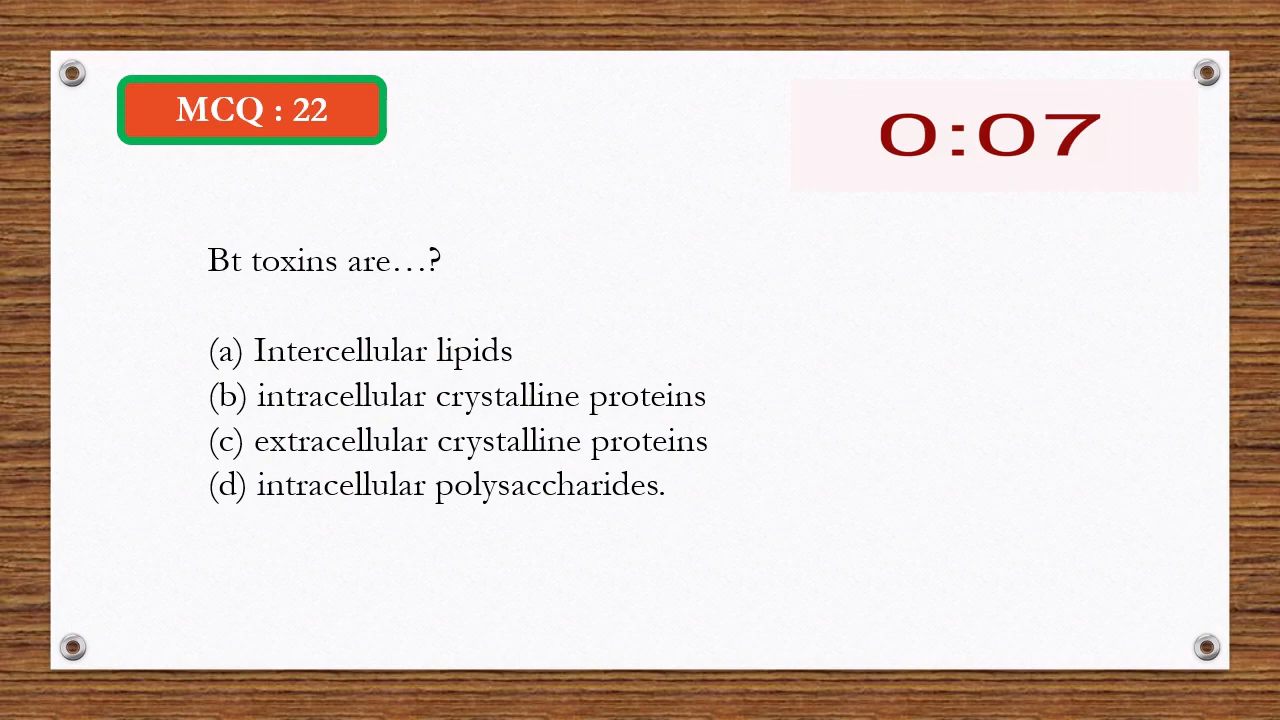 MCQ : 22
0:07
Bt toxins are…?
(a) Intercellular lipids
(b) intracellular crystalline proteins
(c) extracellular crystalline proteins
(d) intracellular polysaccharides.